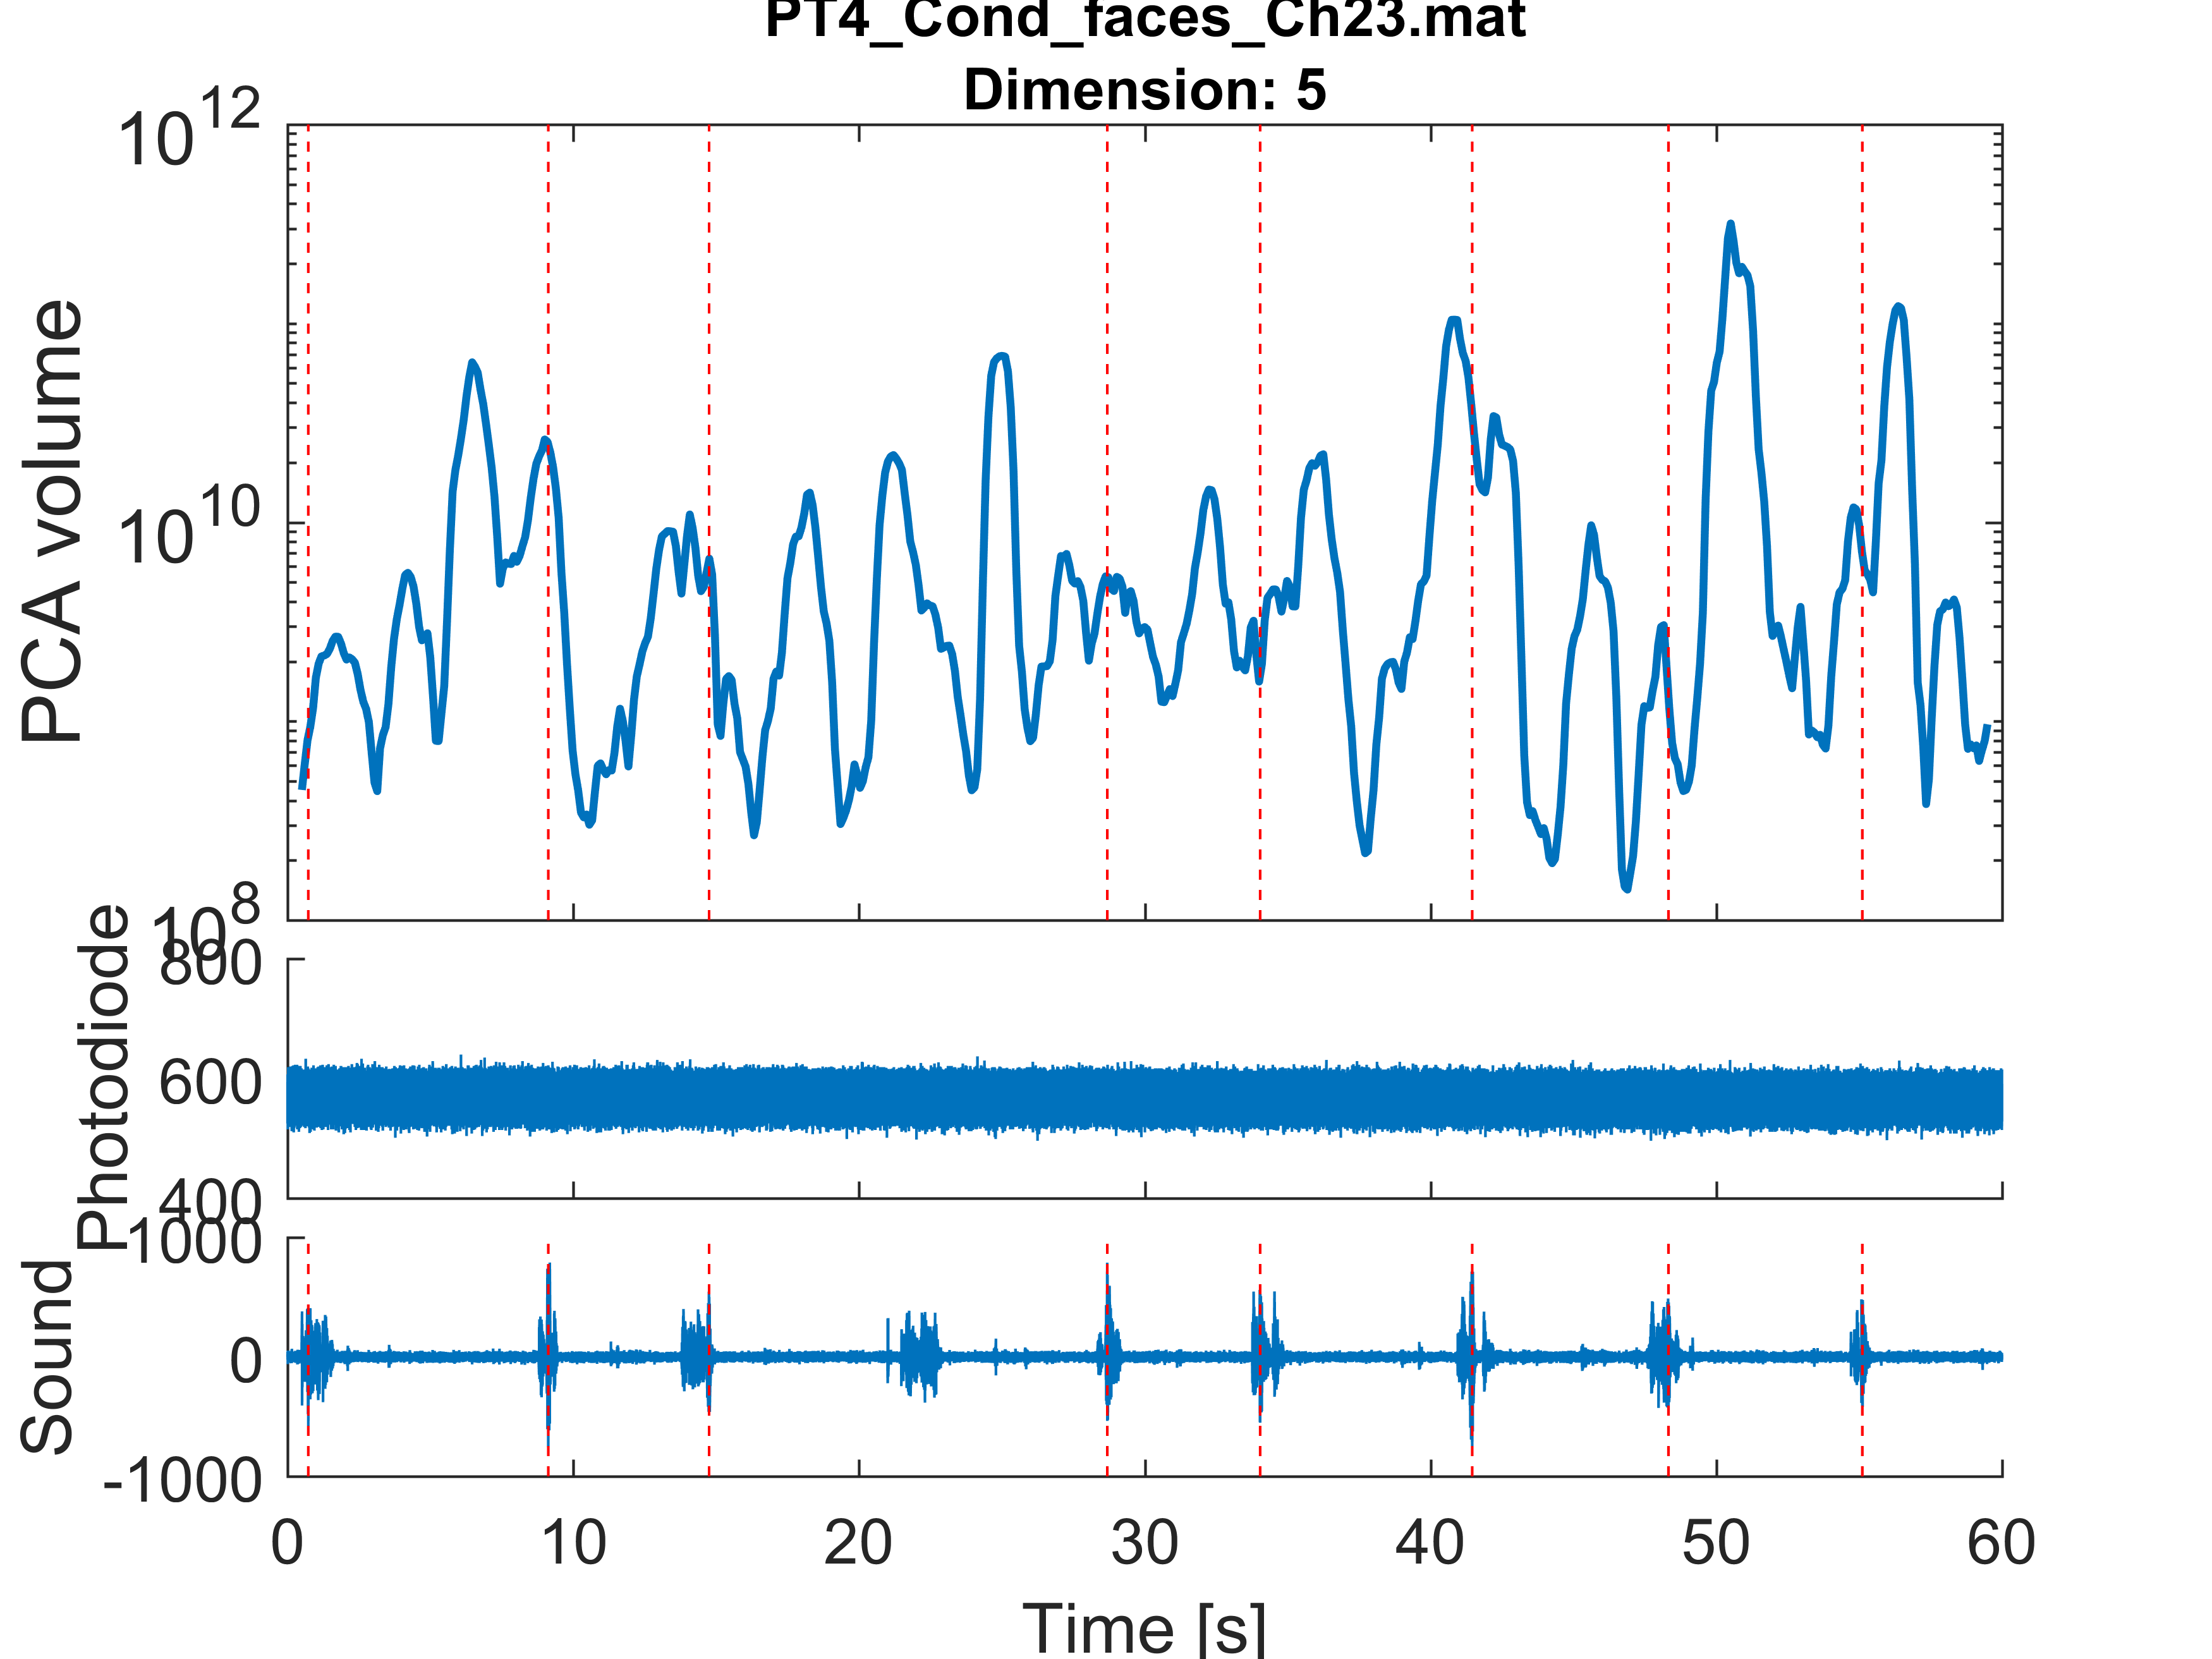 PT4_Cond_faces_Ch23.mat
Dimension: 5
10^12
10^10
10^8
PCA volume
800
600
400
Photodiode
1000
0
-1000
Sound
0 10 20 30 40 50 60
Time [s]